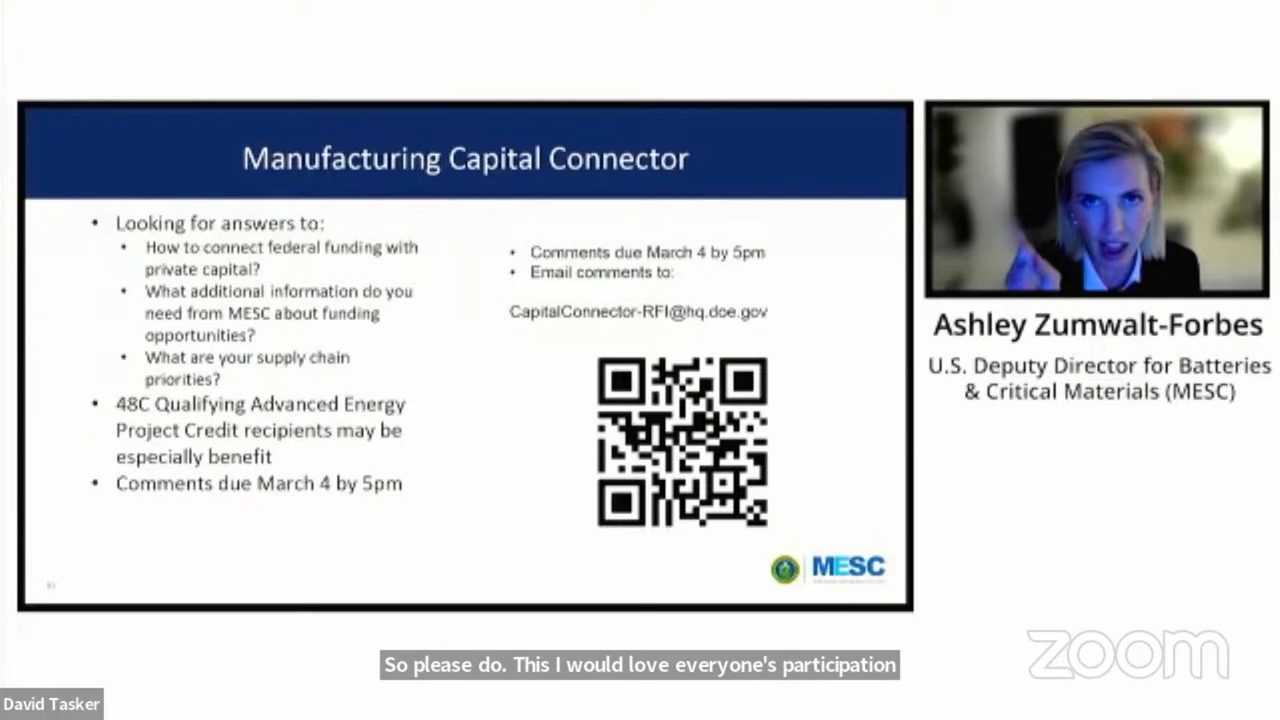 Manufacturing Capital Connector
• Looking for answers to:
• How to connect federal funding with
private capital?
• What additional information do you
need from MESC about funding
opportunities?
• What are your supply chain
priorities?
• 48C Qualifying Advanced Energy
Project Credit recipients may be
especially benefit
• Comments due March 4 by 5pm
• Comments due March 4 by 5pm
• Email comments to:
CapitalConnector-RFI@hq.doe.gov
MESC
Ashley Zumwalt-Forbes
U.S. Deputy Director for Batteries
& Critical Materials (MESC)
So please do. This I would love everyone's participation
zoom
David Tasker